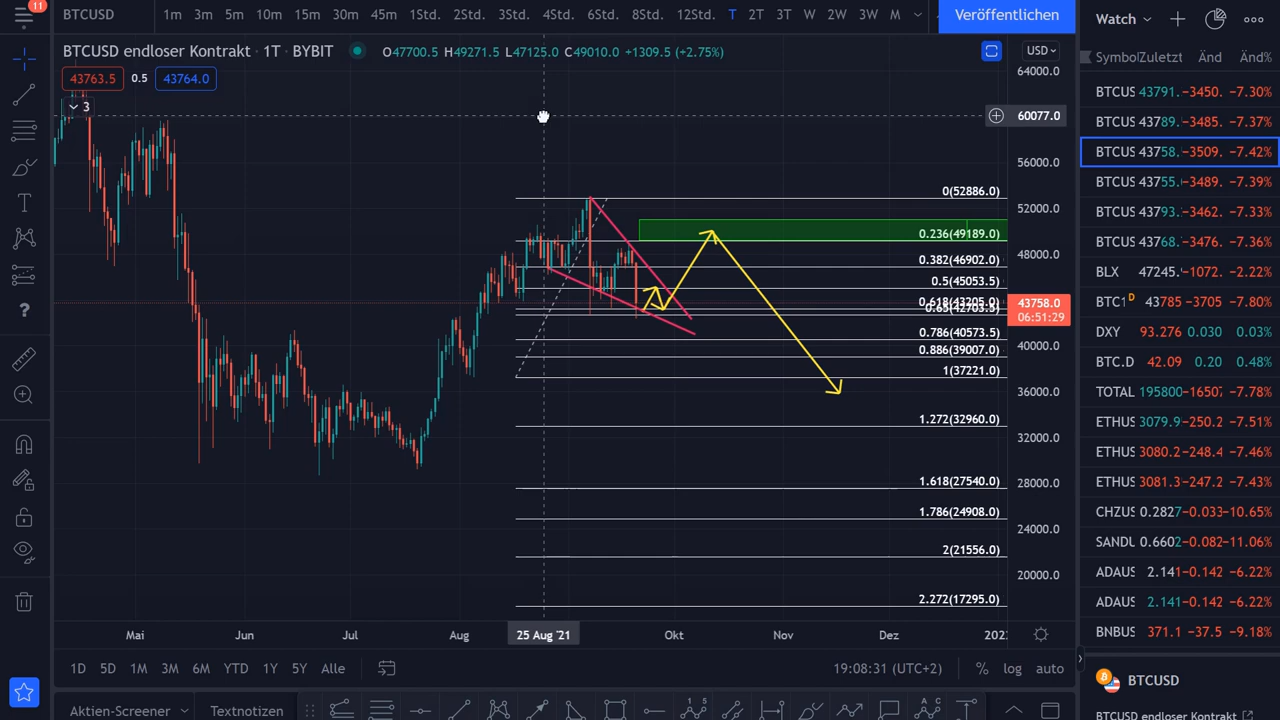 11
BTCUSD
1m 3m 5m 10m 15m 30m 45m 1Std. 2Std. 3Std. 4Std. 6Std. 8Std. 12Std. T 2T 3T W 2W 3W M
Veröffentlichen
Watch
BTCUSD endloser Kontrakt · 1T · BYBIT
O47700.5 H49271.5 L47125.0 C49010.0 +1309.5 (+2.75%)
USD
43763.5 0.5 43764.0
3
64000.0
60077.0
56000.0
52000.0
48000.0
43758.0
06:51:29
40000.0
36000.0
32000.0
28000.0
24000.0
20000.0
0(52886.0)
0.236(49189.0)
0.382(46902.0)
0.5(45053.5)
0.618(43205.0)
0.65(42703.5)
0.786(40573.5)
0.886(39007.0)
1(37221.0)
1.272(32960.0)
1.618(27540.0)
1.786(24908.0)
2(21556.0)
2.272(17295.0)
Mai Jun Jul Aug 25 Aug '21 Okt Nov Dez 2022
1D 5D 1M 3M 6M YTD 1Y 5Y Alle
19:08:31 (UTC+2) % log auto
Aktien-Screener Textnotizen
Symbol Zuletzt Änd Änd%
BTCUS 43791. −3450. −7.30%
BTCUS 43789. −3485. −7.37%
BTCUS 43758. −3509. −7.42%
BTCUS 43755. −3489. −7.39%
BTCUS 43793. −3462. −7.33%
BTCUS 43768. −3476. −7.36%
BLX 47245. −1072. −2.22%
BTC1 D 43785 −3705 −7.80%
DXY 93.276 0.030 0.03%
BTC.D 42.09 0.20 0.48%
TOTAL 195800 −1650 −7.78%
ETHUS 3079.9 −250.2 −7.51%
ETHUS 3080.2 −248.4 −7.46%
ETHUS 3081.3 −247.2 −7.43%
CHZUS 0.2827 −0.033 −10.65%
SANDL 0.6602 −0.082 −11.06%
ADAUS 2.141 −0.142 −6.22%
ADAUS 2.141 −0.142 −6.22%
BNBUS 371.1 −37.5 −9.18%
BTCUSD
BTCUSD endloser Kontrakt